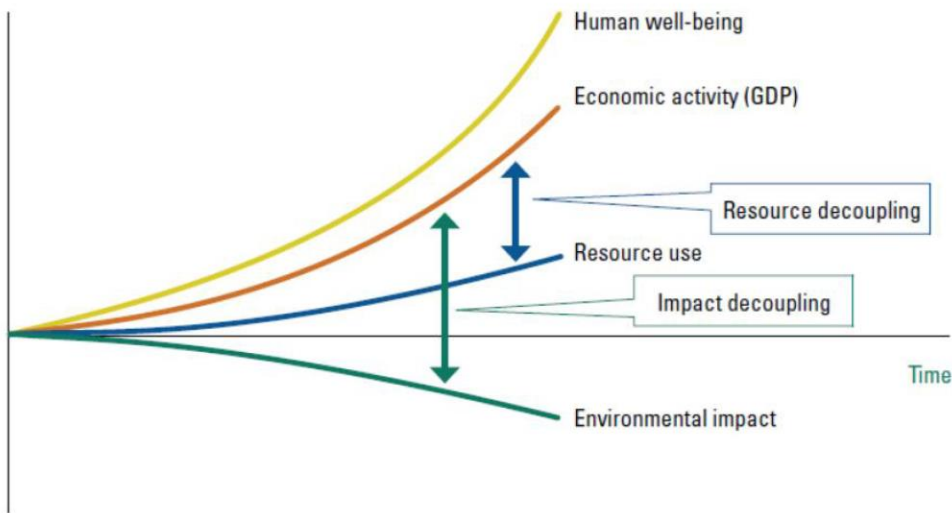 Human well-being
Economic activity (GDP)
Resource decoupling
Resource use
Impact decoupling
Time
Environmental impact